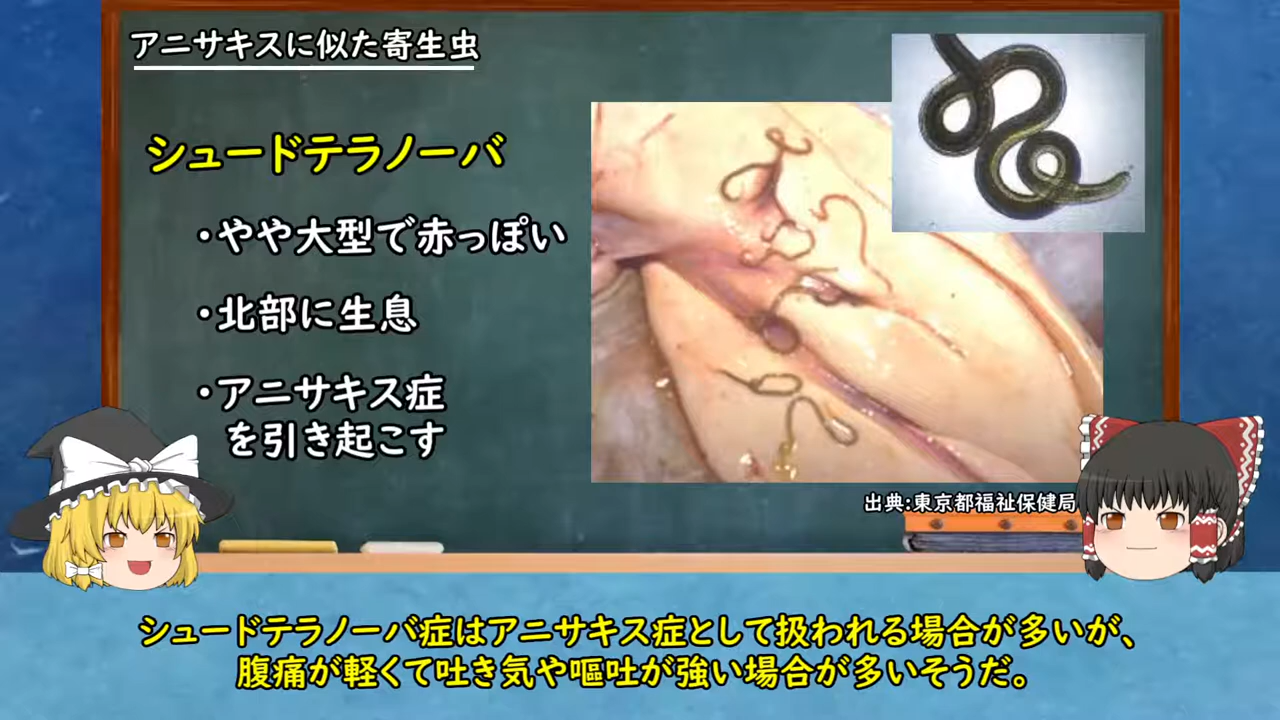 アニサキスに似た寄生虫
シュードテラノーバ
・やや大型で赤っぽい
・北部に生息
・アニサキス症
を引き起こす
出典:東京都福祉保健局
シュードテラノーバ症はアニサキス症として扱われる場合が多いが、
腹痛が軽くて吐き気や嘔吐が強い場合が多いそうだ。